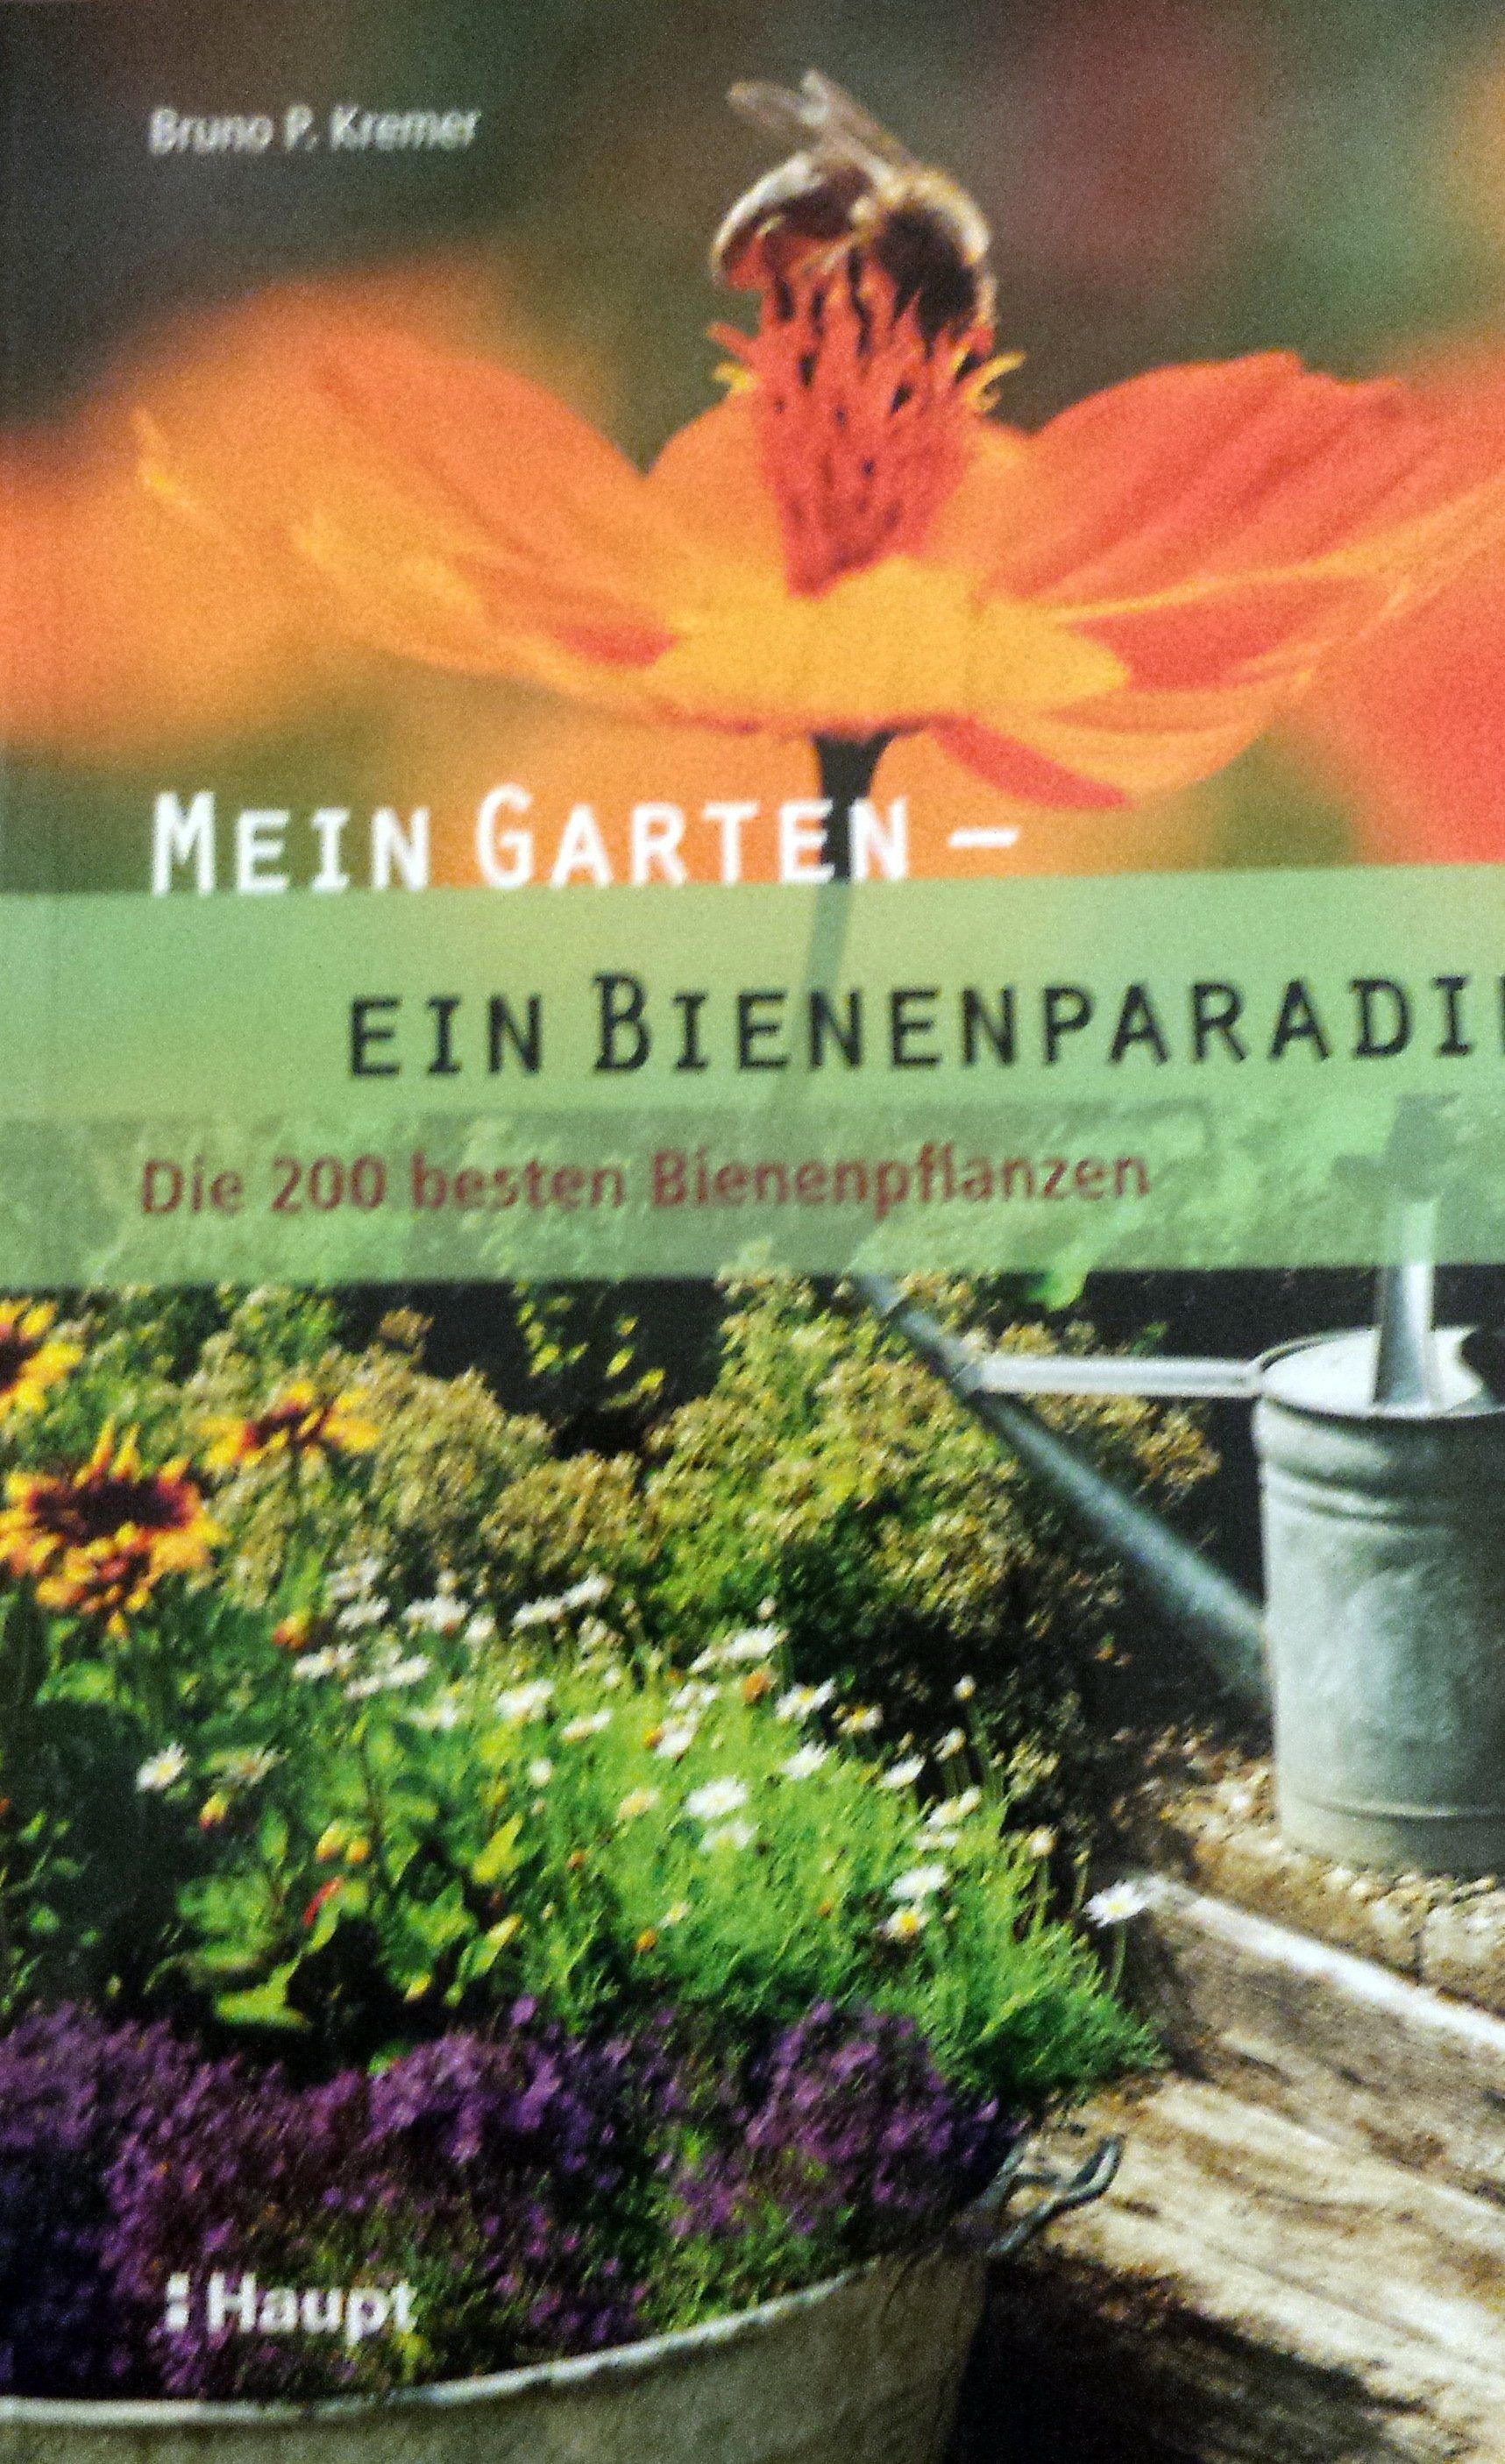 Bruno P. Kremer
MEIN GARTEN –
EIN BIENENPARADI
Die 200 besten Bienenpflanzen
Haupt